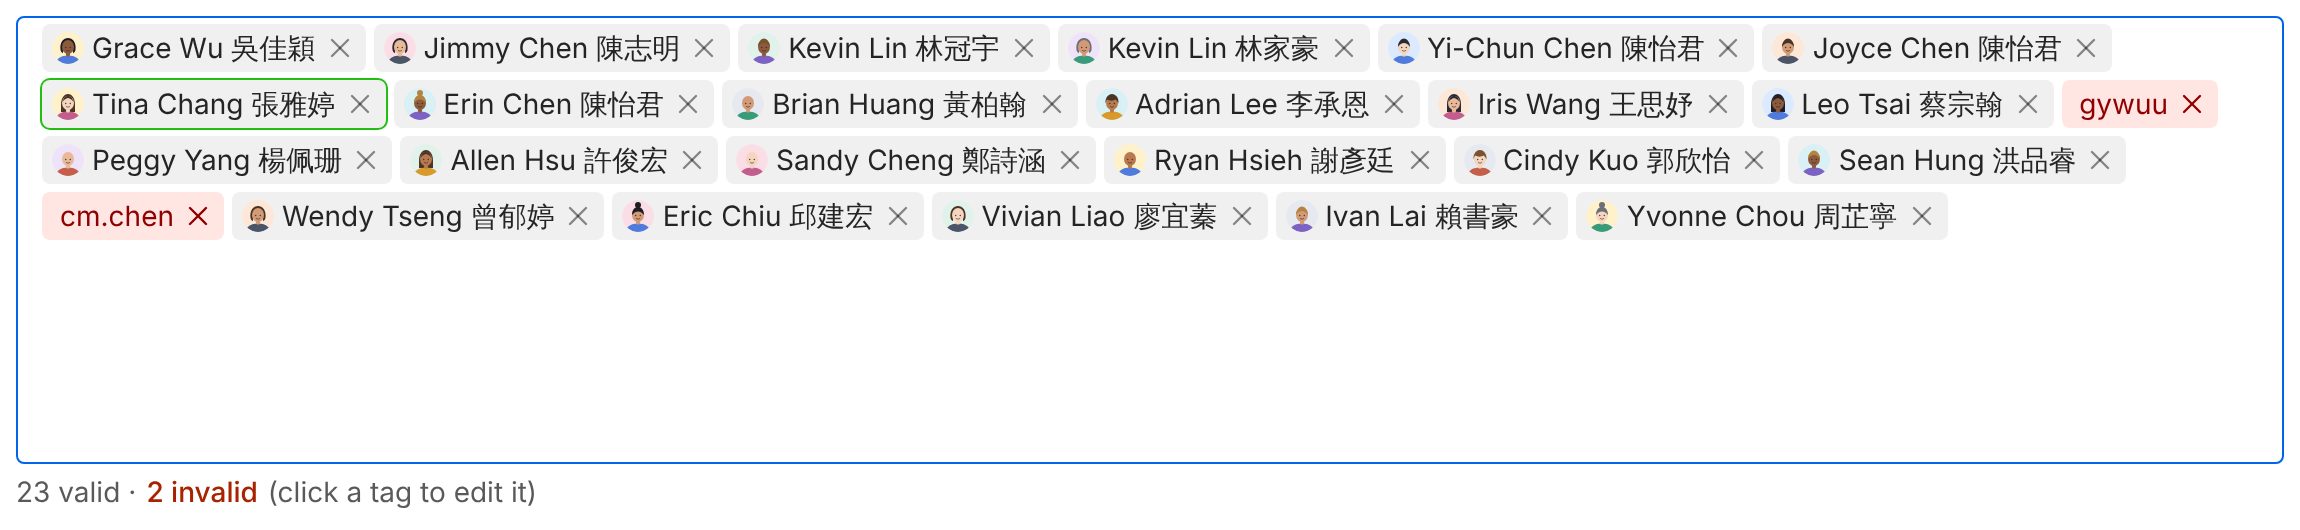 Grace Wu 吳佳穎 Jimmy Chen 陳志明 Kevin Lin 林冠宇 Kevin Lin 林家豪 Yi-Chun Chen 陳怡君 Joyce Chen 陳怡君
Tina Chang 張雅婷 Erin Chen 陳怡君 Brian Huang 黃柏翰 Adrian Lee 李承恩 Iris Wang 王思妤 Leo Tsai 蔡宗翰 gywuu
Peggy Yang 楊佩珊 Allen Hsu 許俊宏 Sandy Cheng 鄭詩涵 Ryan Hsieh 謝彥廷 Cindy Kuo 郭欣怡 Sean Hung 洪品睿
cm.chen Wendy Tseng 曾郁婷 Eric Chiu 邱建宏 Vivian Liao 廖宜蓁 Ivan Lai 賴書豪 Yvonne Chou 周芷寧
23 valid · 2 invalid (click a tag to edit it)